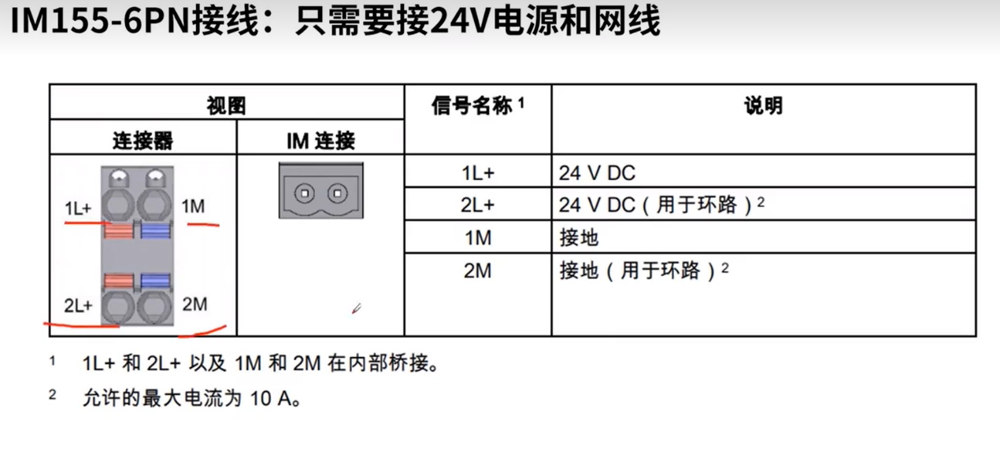 IM155-6PN接线：只需要接24V电源和网线
视图
信号名称 1
说明
连接器
IM 连接
1L+
1M
2L+
2M
1L+
24 V DC
2L+
24 V DC（用于环路）2
1M
接地
2M
接地（用于环路）2
1 1L+ 和 2L+ 以及 1M 和 2M 在内部桥接。
2 允许的最大电流为 10 A。